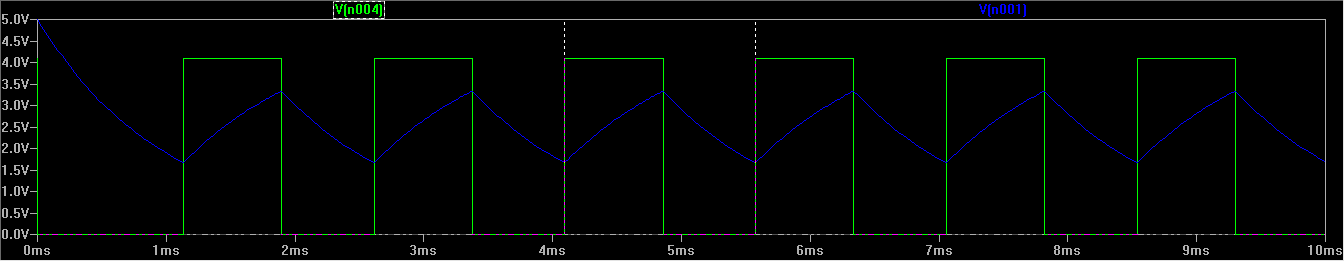 V(n004) V(n001)
5.0V
4.5V
4.0V
3.5V
3.0V
2.5V
2.0V
1.5V
1.0V
0.5V
0.0V
0ms 1ms 2ms 3ms 4ms 5ms 6ms 7ms 8ms 9ms 10ms